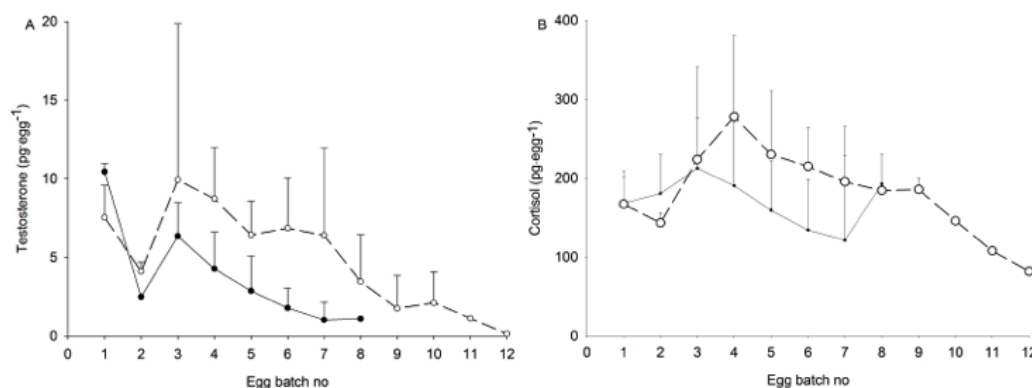 A
20
15
10
5
0
Testosterone (pg·egg-1)
0 1 2 3 4 5 6 7 8 9 10 11 12
Egg batch no
B
400
300
200
100
0
Cortisol (pg·egg-1)
0 1 2 3 4 5 6 7 8 9 10 11 12
Egg batch no